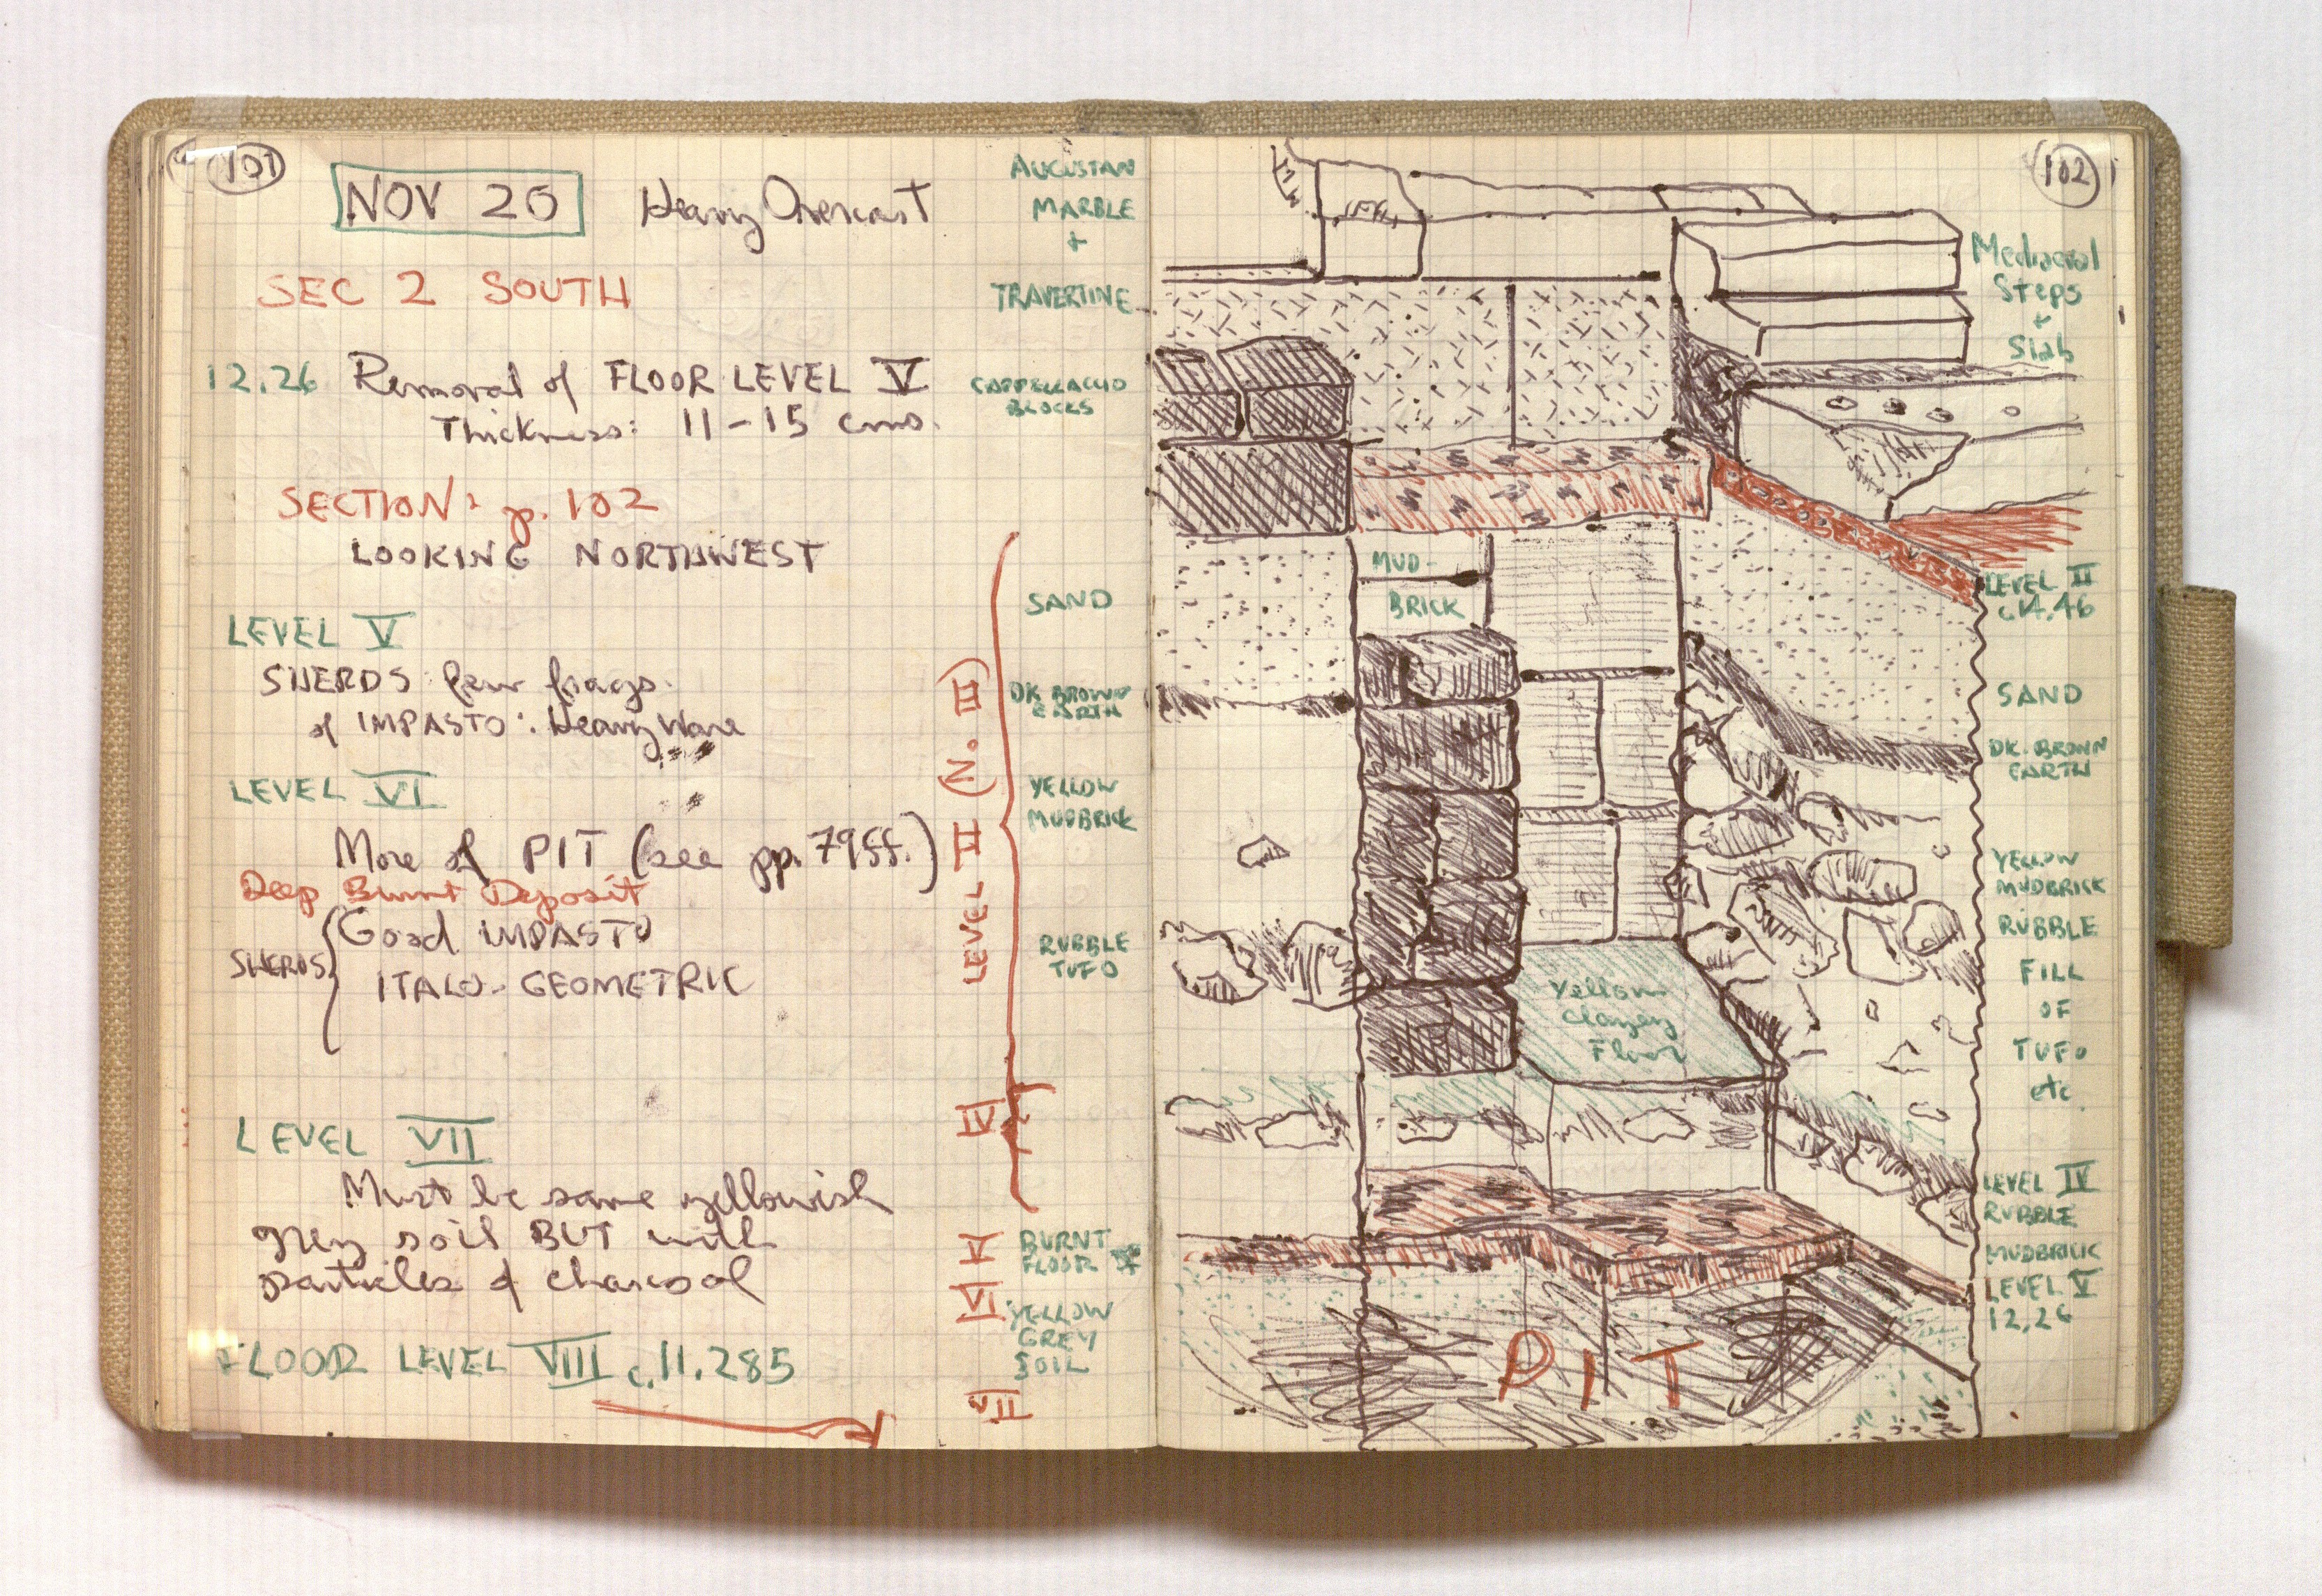 101
NOV 20 Heavy Overcast
SEC 2 SOUTH
12.26 Removal of FLOOR LEVEL V
Thickness: 11-15 cms.
SECTION: p. 102
LOOKING NORTHWEST
LEVEL V
SHERDS: few frags.
of IMPASTO: Heavy Ware
LEVEL VI
More of PIT (see pp. 79ff.)
Deep Burnt Deposit
SHERDS
Good IMPASTO
ITALO-GEOMETRIC
LEVEL VII
Must be same yellowish
grey soil BUT with
particles of charcoal
FLOOR LEVEL VIII c. 11.285
AUGUSTAN
MARBLE
+
TRAVERTINE
CAPPELLACCIO
BLOCKS
LEVEL III (N. III)
SAND
DK BROWN
EARTH
YELLOW
MUDBRICK
RUBBLE
TUFO
IV
V
BURNT
FLOOR
VI
YELLOW
GREY
SOIL
VII
102
Mediaeval
Steps
+
Slab
MUD-
BRICK
LEVEL II
c. 14.46
SAND
DK. BROWN
EARTH
YELLOW
MUDBRICK
RUBBLE
FILL
OF
TUFO
etc.
Yellow
Clayey
Floor
LEVEL IV
RUBBLE
MUDBRICK
LEVEL V
12.26
PIT